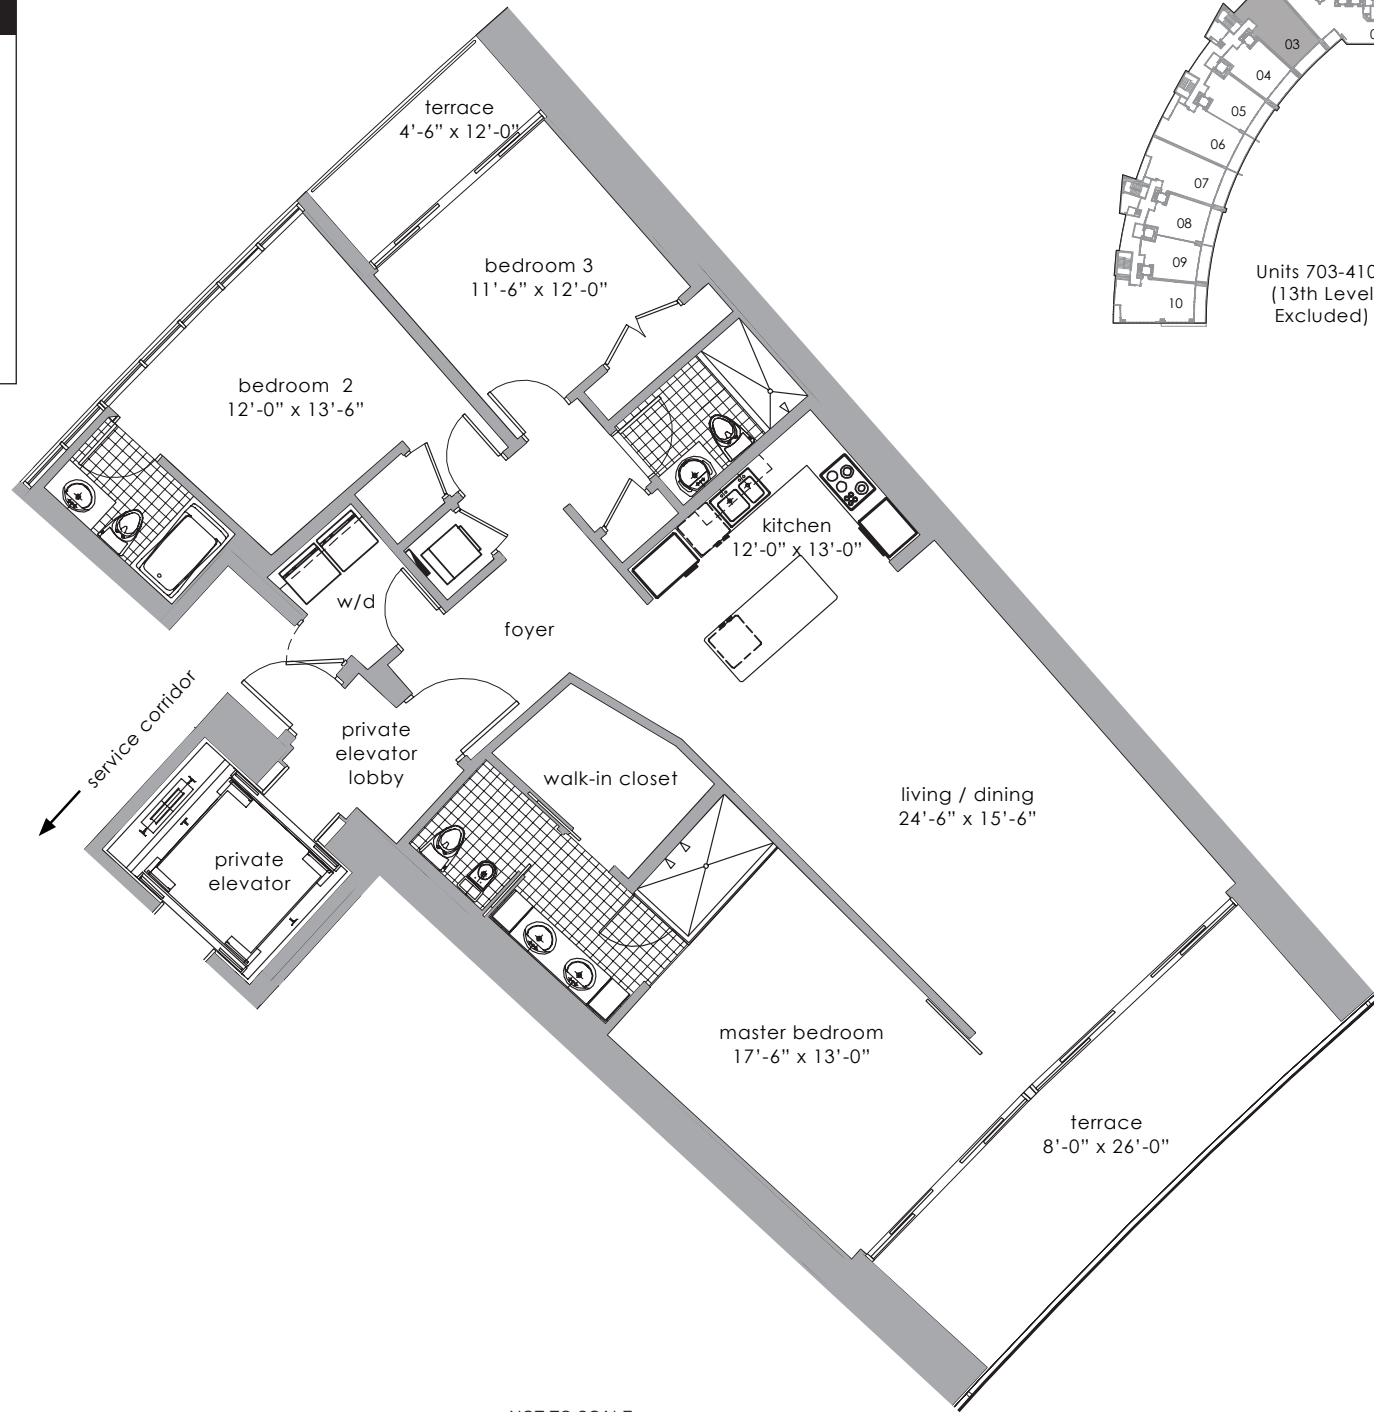 terrace
4’-6” x 12’-0”
bedroom 3
11’-6” x 12’-0”
bedroom 2
12’-0” x 13’-6”
kitchen
12’-0” x 13’-0”
w/d
foyer
service corridor
private
elevator
lobby
walk-in closet
living / dining
24’-6” x 15’-6”
private
elevator
master bedroom
17’-6” x 13’-0”
terrace
8’-0” x 26’-0”
03
04
05
06
07
08
09
10
Units 703-410
(13th Level
Excluded)